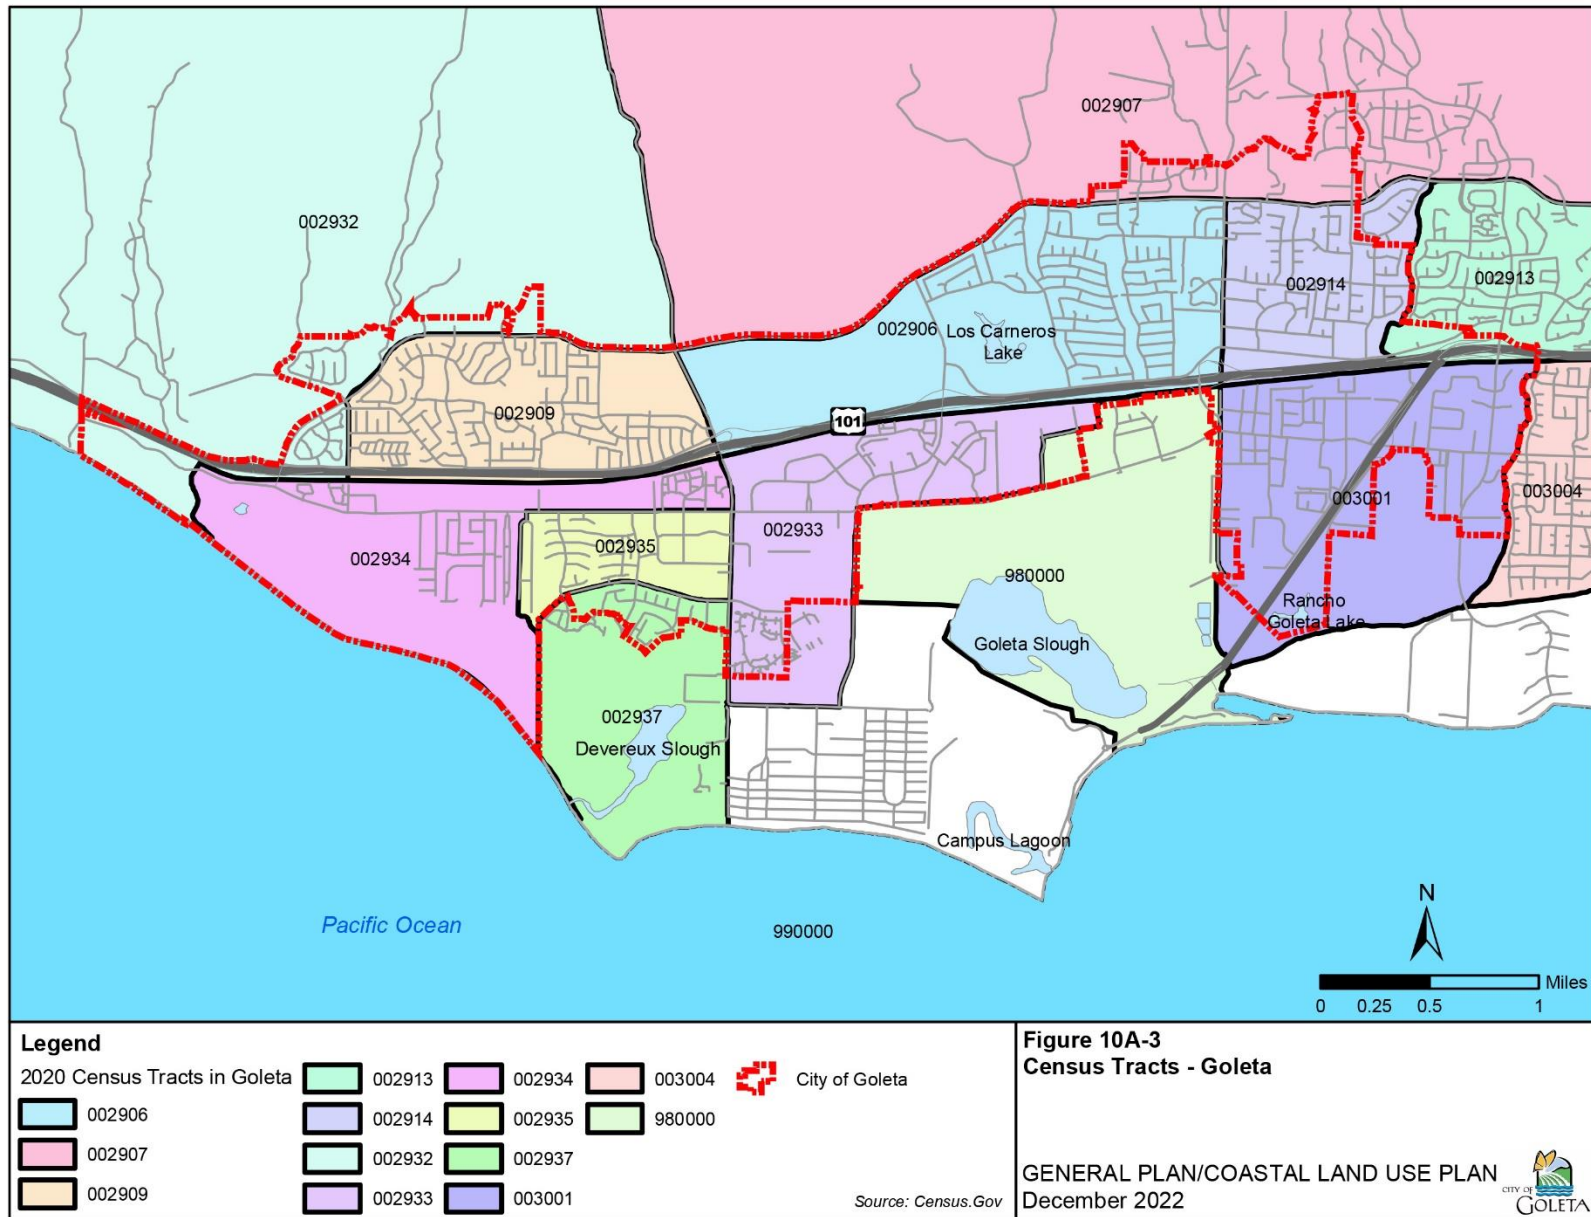 002907
002932
002914
002913
002906
Los Carneros
Lake
002909
101
003001
003004
002933
002935
002934
980000
Rancho
Goleta Lake
Goleta Slough
002937
Devereux Slough
Campus Lagoon
Pacific Ocean
990000
N
Miles
0 0.25 0.5 1
Legend
2020 Census Tracts in Goleta
002906
002907
002909
002913
002914
002932
002933
002934
002935
002937
003001
003004
980000
City of Goleta
Source: Census.Gov
Figure 10A-3
Census Tracts - Goleta
GENERAL PLAN/COASTAL LAND USE PLAN
December 2022
CITY OF
GOLETA